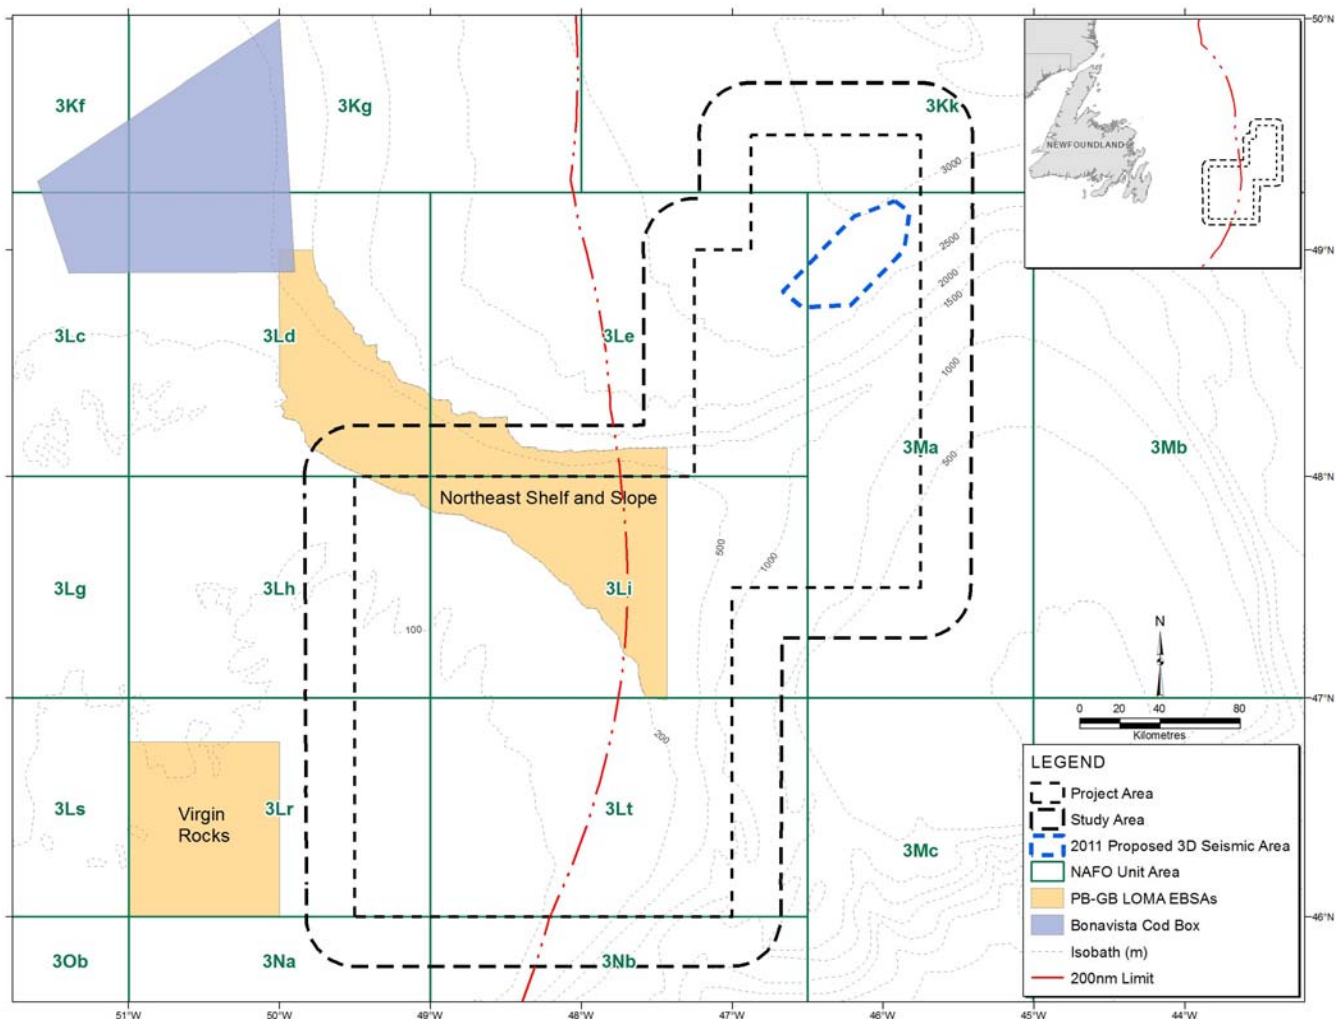 50°N
3Kf
3Kg
3Kk
3000
NEWFOUNDLAND
2500
2000
1500
49°N
3Lc
3Ld
3Le
1000
3Ma
3Mb
500
48°N
Northeast Shelf and Slope
500
1000
3Lg
3Lh
3Li
100
N
47°N
0 20 40 80
Kilometres
200
Virgin
Rocks
3Ls
3Lr
3Lt
3Mc
46°N
3Ob
3Na
3Nb
LEGEND
Project Area
Study Area
2011 Proposed 3D Seismic Area
NAFO Unit Area
PB-GB LOMA EBSAs
Bonavista Cod Box
Isobath (m)
200nm Limit
51°W 50°W 49°W 48°W 47°W 46°W 45°W 44°W